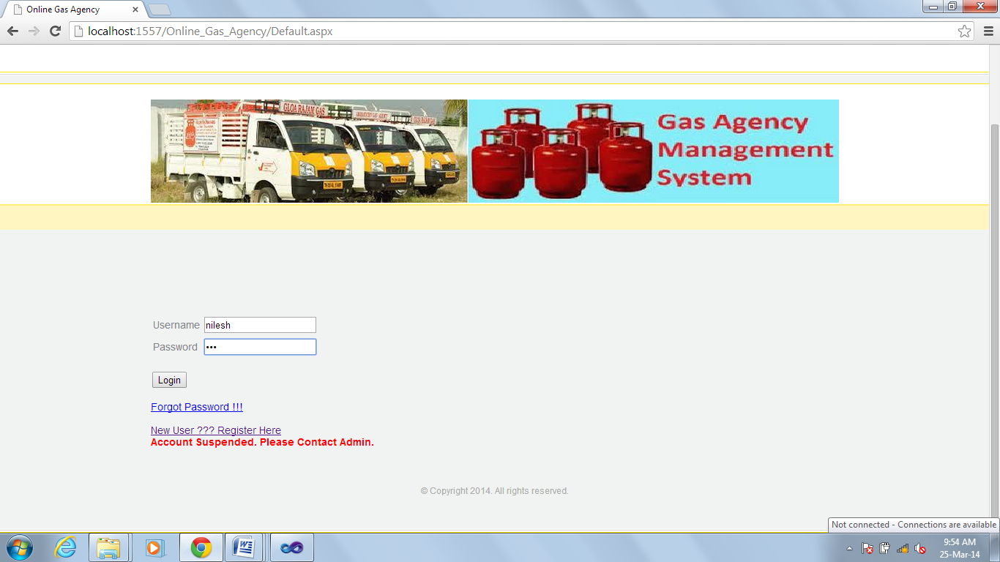 Online Gas Agency
localhost:1557/Online_Gas_Agency/Default.aspx
GLOA RAJAM GAS
Gas Agency
Management
System
Username nilesh
Password •••
Login
Forgot Password !!!
New User ??? Register Here
Account Suspended. Please Contact Admin.
© Copyright 2014. All rights reserved.
Not connected - Connections are available
9:54 AM
25-Mar-14